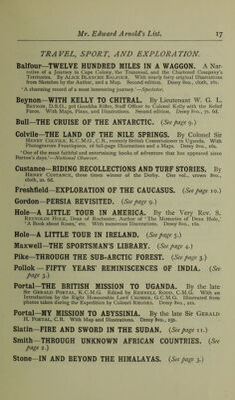 Mr. Edward Arnold's List. 17
TRAVEL, SPORT, AND EXPLORATION.
Balfour—TWELVE HUNDRED MILES IN A WAGGON. A Nar-
rative of a Journey in Cape Colony, the Transvaal, and the Chartered Company's
Territories. By ALICE BLANCHE BALFOUR. With nearly forty original Illustrations
from Sketches by the Author, and a Map. Second edition. Demy 8vo., cloth, 16s.
'A charming record of a most interesting journey.'—Spectator.
Beynon—WITH KELLY TO CHITRAL. By Lieutenant W. G. L.
BEYNON, D.S.O., 3rd Goorkha Rifles, Staff Officer to Colonel Kelly with the Relief
Force. With Maps, Plans, and Illustrations. Second edition. Demy 8vo., 7s. 6d.
Bull—THE CRUISE OF THE ANTARCTIC. (See page 9.)
Colvile—THE LAND OF THE NILE SPRINGS. By Colonel Sir
HENRY COLVILE, K.C.M.G., C.B., recently British Commissioner in Uganda. With
Photogravure Frontispiece, 16 full-page Illustrations and 2 Maps. Demy 8vo., 16s.
'One of the most faithful and entertaining books of adventure that has appeared since
Burton's days.'—National Observer.
Custance—RIDING RECOLLECTIONS AND TURF STORIES. By
HENRY CUSTANCE, three times winner of the Derby. One vol., crown 8vo.,
cloth, 2s. 6d.
Freshfield—EXPLORATION OF THE CAUCASUS. (See page 10.)
Gordon—PERSIA REVISITED. (See page 9.)
Hole—A LITTLE TOUR IN AMERICA. By the Very Rev. S.
REYNOLDS HOLE, Dean of Rochester, Author of 'The Memories of Dean Hole,'
'A Book about Roses,' etc. With numerous Illustrations. Demy 8vo., 16s.
Hole—A LITTLE TOUR IN IRELAND. (See page 5.)
Maxwell—THE SPORTSMAN'S LIBRARY. (See page 4.)
Pike—THROUGH THE SUB-ARCTIC FOREST. (See page 3.)
Pollok—FIFTY YEARS' REMINISCENCES OF INDIA. (See
page 3.)
Portal—THE BRITISH MISSION TO UGANDA. By the late
Sir GERALD PORTAL, K.C.M.G. Edited by RENNELL RODD, C.M.G. With an
Introduction by the Right Honourable Lord CROMER, G.C.M.G. Illustrated from
photos taken during the Expedition by Colonel RHODES. Demy 8vo., 21s.
Portal—MY MISSION TO ABYSSINIA. By the late Sir GERALD
H. PORTAL, C.B. With Map and Illustrations. Demy 8vo., 15s.
Slatin—FIRE AND SWORD IN THE SUDAN. (See page 11.)
Smith—THROUGH UNKNOWN AFRICAN COUNTRIES. (See
page 2.)
Stone—IN AND BEYOND THE HIMALAYAS. (See page 3.)